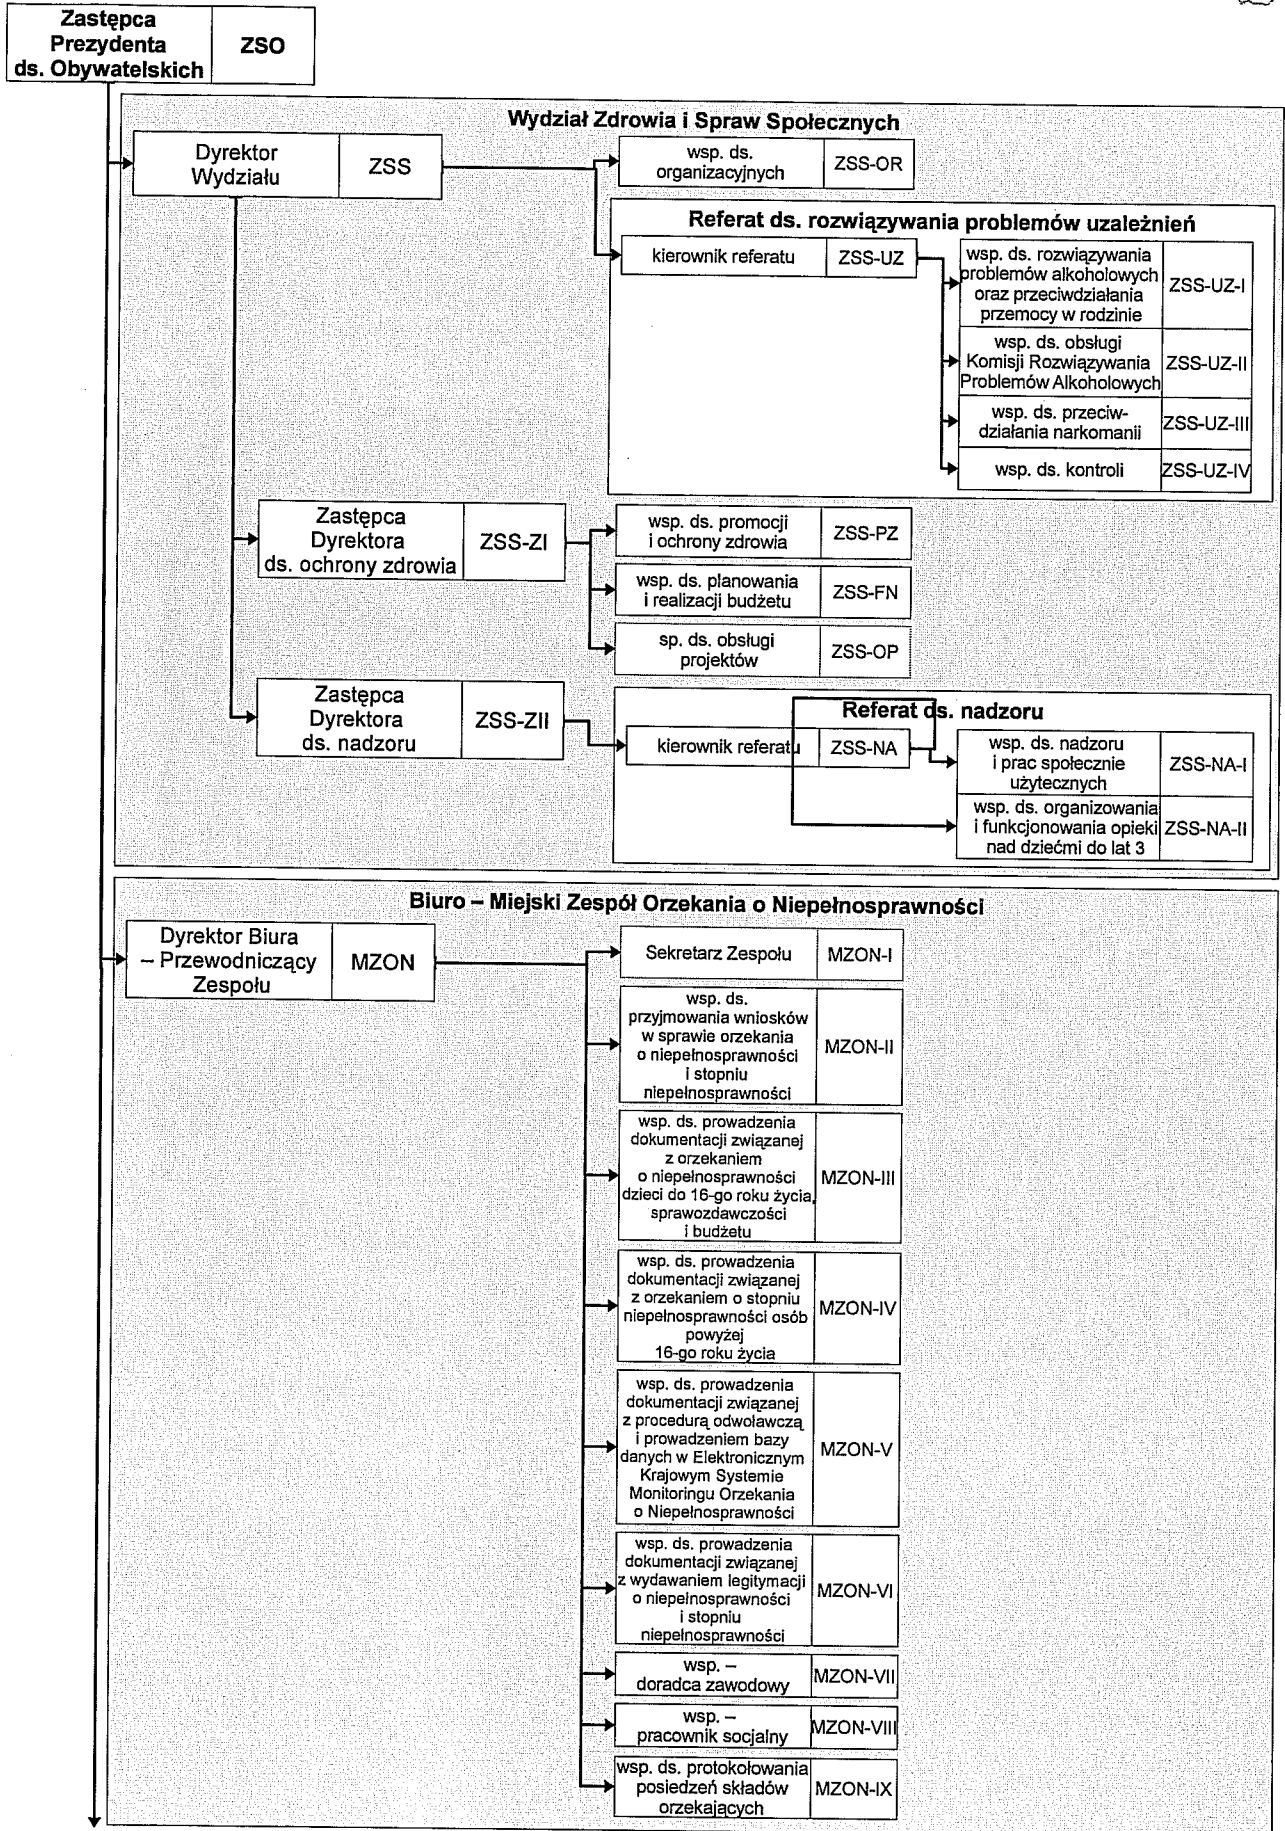 Zastępca
Prezydenta
ds. Obywatelskich
ZSO
Wydział Zdrowia i Spraw Społecznych
Dyrektor
Wydziału
ZSS
wsp. ds.
organizacyjnych
ZSS-OR
Referat ds. rozwiązywania problemów uzależnień
kierownik referatu
ZSS-UZ
wsp. ds. rozwiązywania
problemów alkoholowych
oraz przeciwdziałania
przemocy w rodzinie
ZSS-UZ-I
wsp. ds. obsługi
Komisji Rozwiązywania
Problemów Alkoholowych
ZSS-UZ-II
wsp. ds. przeciw-
działania narkomanii
ZSS-UZ-III
wsp. ds. kontroli
ZSS-UZ-IV
Zastępca
Dyrektora
ds. ochrony zdrowia
ZSS-ZI
wsp. ds. promocji
i ochrony zdrowia
ZSS-PZ
wsp. ds. planowania
i realizacji budżetu
ZSS-FN
sp. ds. obsługi
projektów
ZSS-OP
Zastępca
Dyrektora
ds. nadzoru
ZSS-ZII
Referat ds. nadzoru
kierownik referatu
ZSS-NA
wsp. ds. nadzoru
i prac społecznie
użytecznych
ZSS-NA-I
wsp. ds. organizowania
i funkcjonowania opieki
nad dziećmi do lat 3
ZSS-NA-II
Biuro – Miejski Zespół Orzekania o Niepełnosprawności
Dyrektor Biura
– Przewodniczący
Zespołu
MZON
Sekretarz Zespołu
MZON-I
wsp. ds.
przyjmowania wniosków
w sprawie orzekania
o niepełnosprawności
i stopniu
niepełnosprawności
MZON-II
wsp. ds. prowadzenia
dokumentacji związanej
z orzekaniem
o niepełnosprawności
dzieci do 16-go roku życia,
sprawozdawczości
i budżetu
MZON-III
wsp. ds. prowadzenia
dokumentacji związanej
z orzekaniem o stopniu
niepełnosprawności osób
powyżej
16-go roku życia
MZON-IV
wsp. ds. prowadzenia
dokumentacji związanej
z procedurą odwoławczą
i prowadzeniem bazy
danych w Elektronicznym
Krajowym Systemie
Monitoringu Orzekania
o Niepełnosprawności
MZON-V
wsp. ds. prowadzenia
dokumentacji związanej
z wydawaniem legitymacji
o niepełnosprawności
i stopniu
niepełnosprawności
MZON-VI
wsp. –
doradca zawodowy
MZON-VII
wsp. –
pracownik socjalny
MZON-VIII
wsp. ds. protokołowania
posiedzeń składów
orzekających
MZON-IX